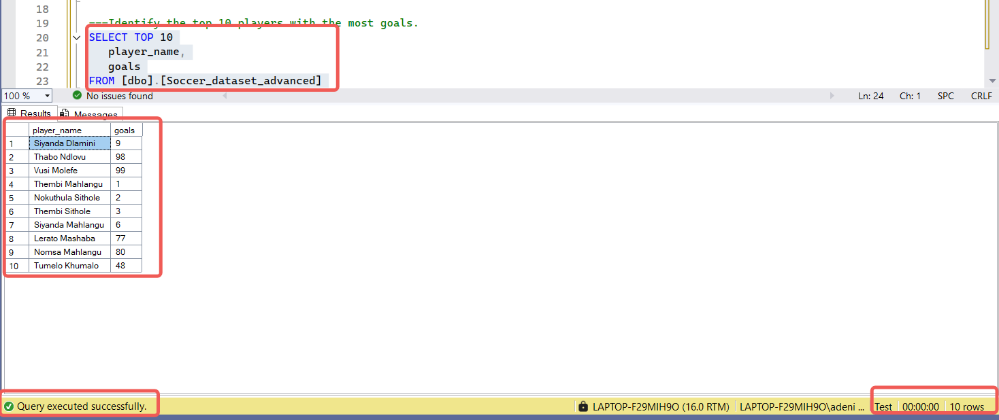 18
19 ---Identify the top 10 players with the most goals.
20 SELECT TOP 10
21 player_name,
22 goals
23 FROM [dbo].[Soccer_dataset_advanced]
100 % No issues found Ln: 24 Ch: 1 SPC CRLF
Results Messages
player_name goals
1 Siyanda Dlamini 9
2 Thabo Ndlovu 98
3 Vusi Molefe 99
4 Thembi Mahlangu 1
5 Nokuthula Sithole 2
6 Thembi Sithole 3
7 Siyanda Mahlangu 6
8 Lerato Mashaba 77
9 Nomsa Mahlangu 80
10 Tumelo Khumalo 48
Query executed successfully. LAPTOP-F29MIH9O (16.0 RTM) LAPTOP-F29MIH9O\adeni ... Test 00:00:00 10 rows